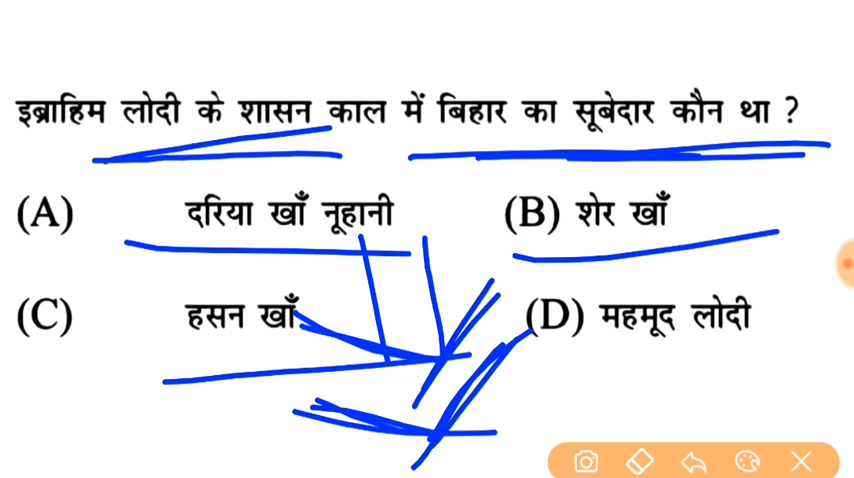 इब्राहिम लोदी के शासन काल में बिहार का सूबेदार कौन था ?
(A) दरिया खाँ नूहानी (B) शेर खाँ
(C) हसन खाँ (D) महमूद लोदी